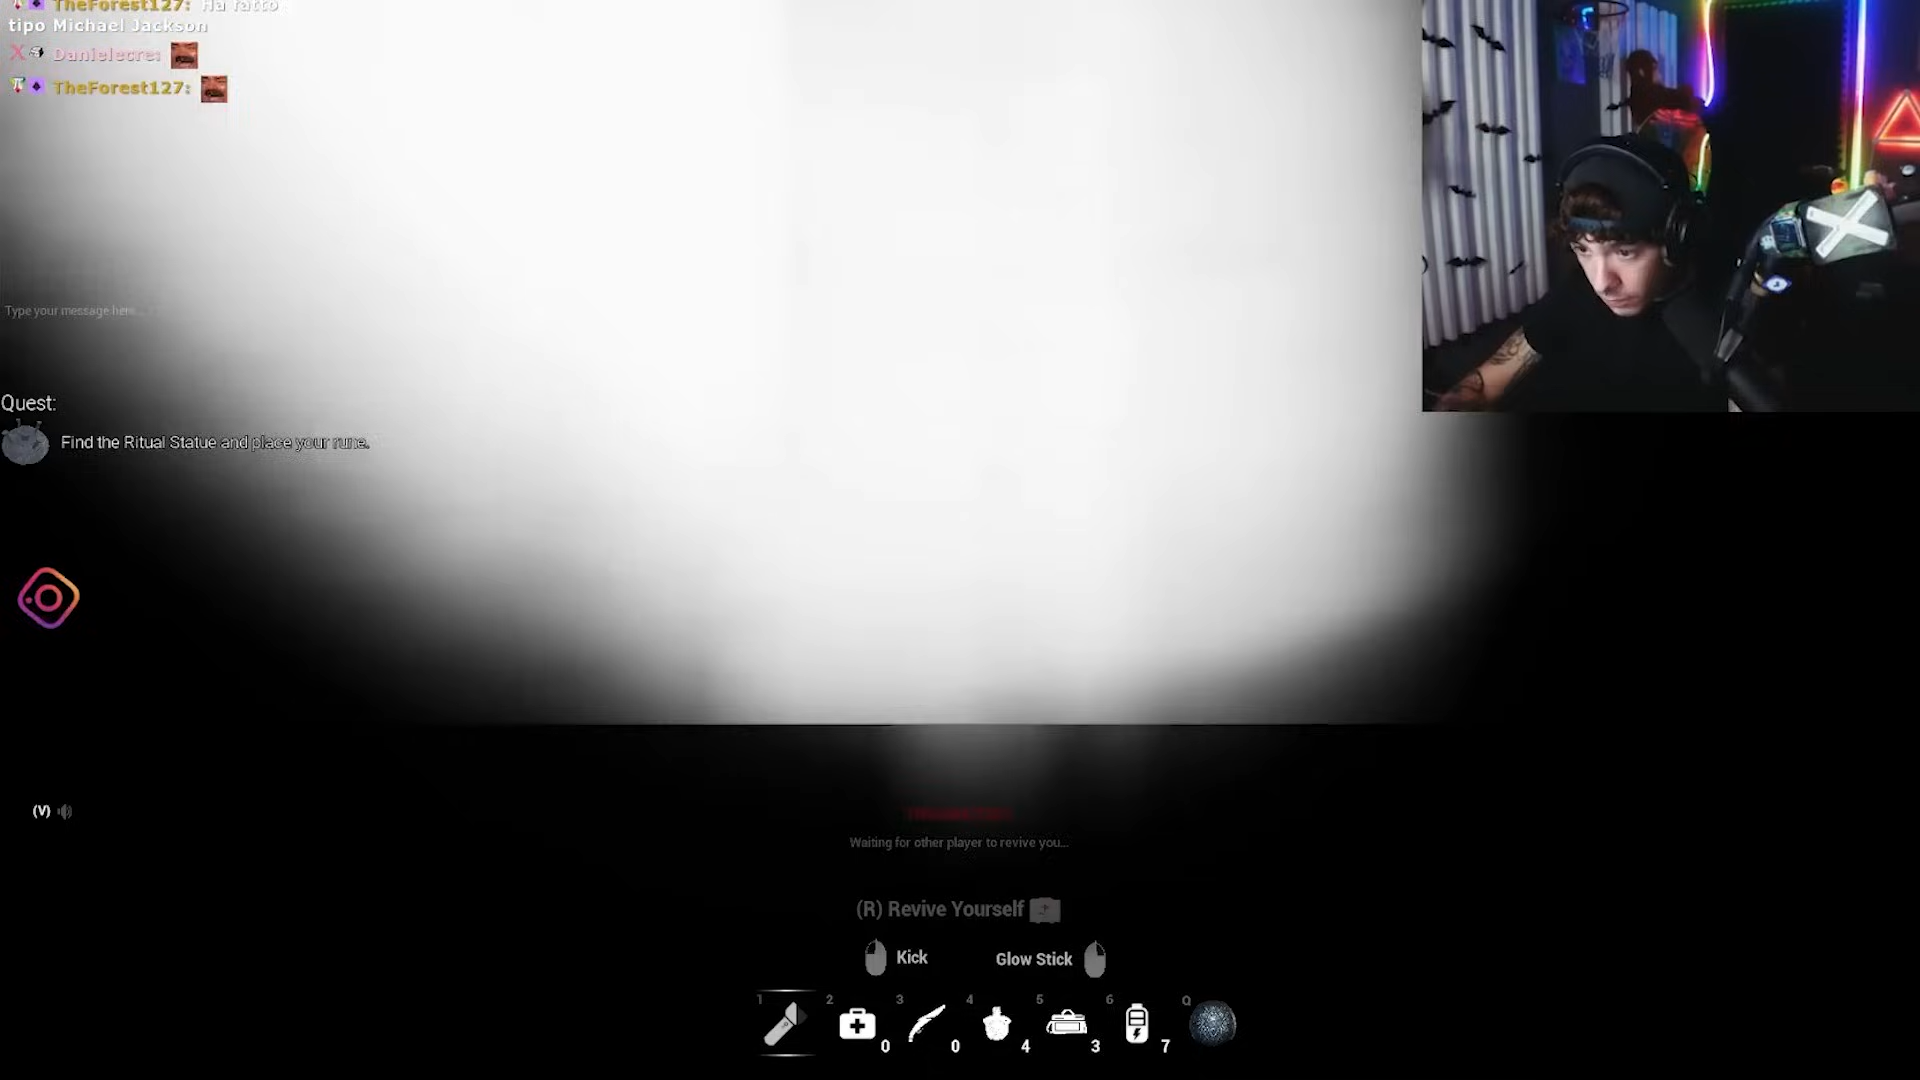 TheForest127: Ha fatto
tipo Michael Jackson
Danielecre:
TheForest127:
Type your message here...
Quest:
Find the Ritual Statue and place your rune.
(V)
Waiting for other player to revive you...
(R) Revive Yourself
Kick
Glow Stick
1 2 3 4 5 6 Q
0 0 4 3 7